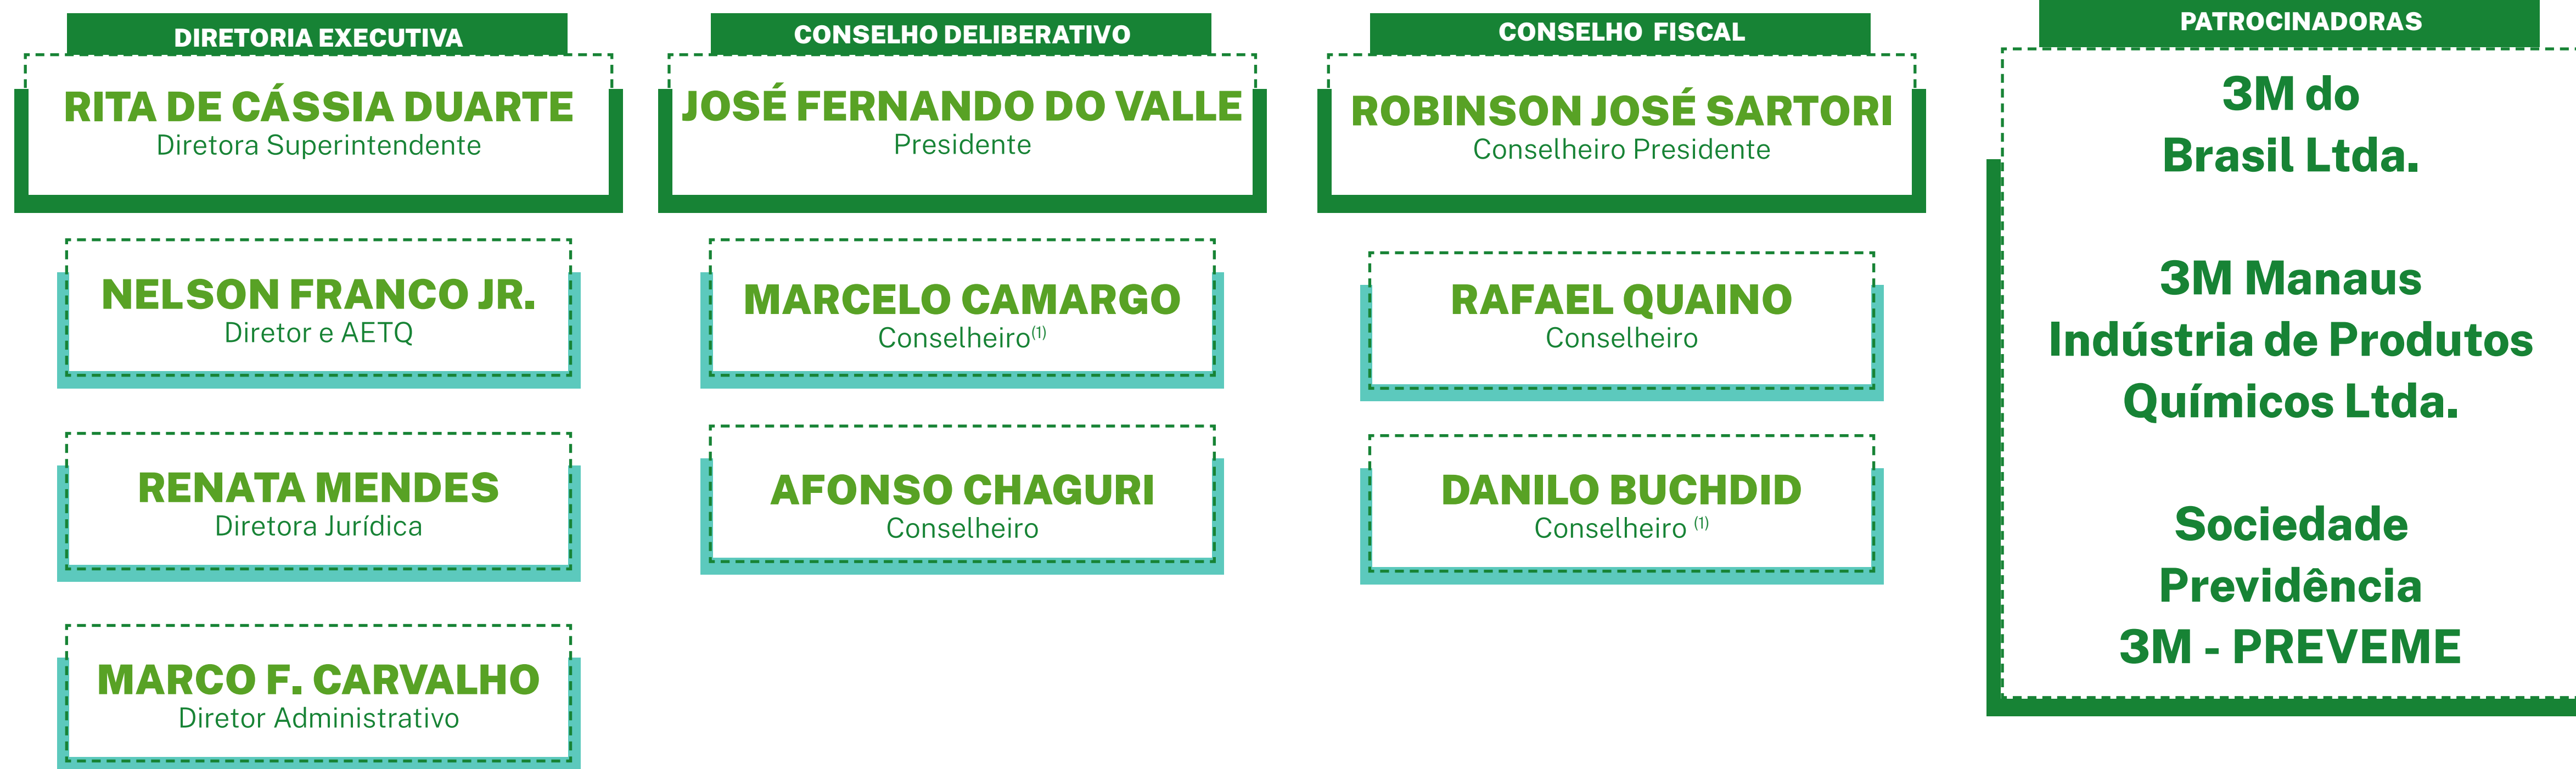 DIRETORIA EXECUTIVA
RITA DE CÁSSIA DUARTE
Diretora Superintendente
NELSON FRANCO JR.
Diretor e AETQ
RENATA MENDES
Diretora Jurídica
MARCO F. CARVALHO
Diretor Administrativo
CONSELHO DELIBERATIVO
JOSÉ FERNANDO DO VALLE
Presidente
MARCELO CAMARGO
Conselheiro(1)
AFONSO CHAGURI
Conselheiro
CONSELHO FISCAL
ROBINSON JOSÉ SARTORI
Conselheiro Presidente
RAFAEL QUAINO
Conselheiro
DANILO BUCHDID
Conselheiro (1)
PATROCINADORAS
3M do
Brasil Ltda.
3M Manaus
Indústria de Produtos
Químicos Ltda.
Sociedade
Previdência
3M - PREVEME